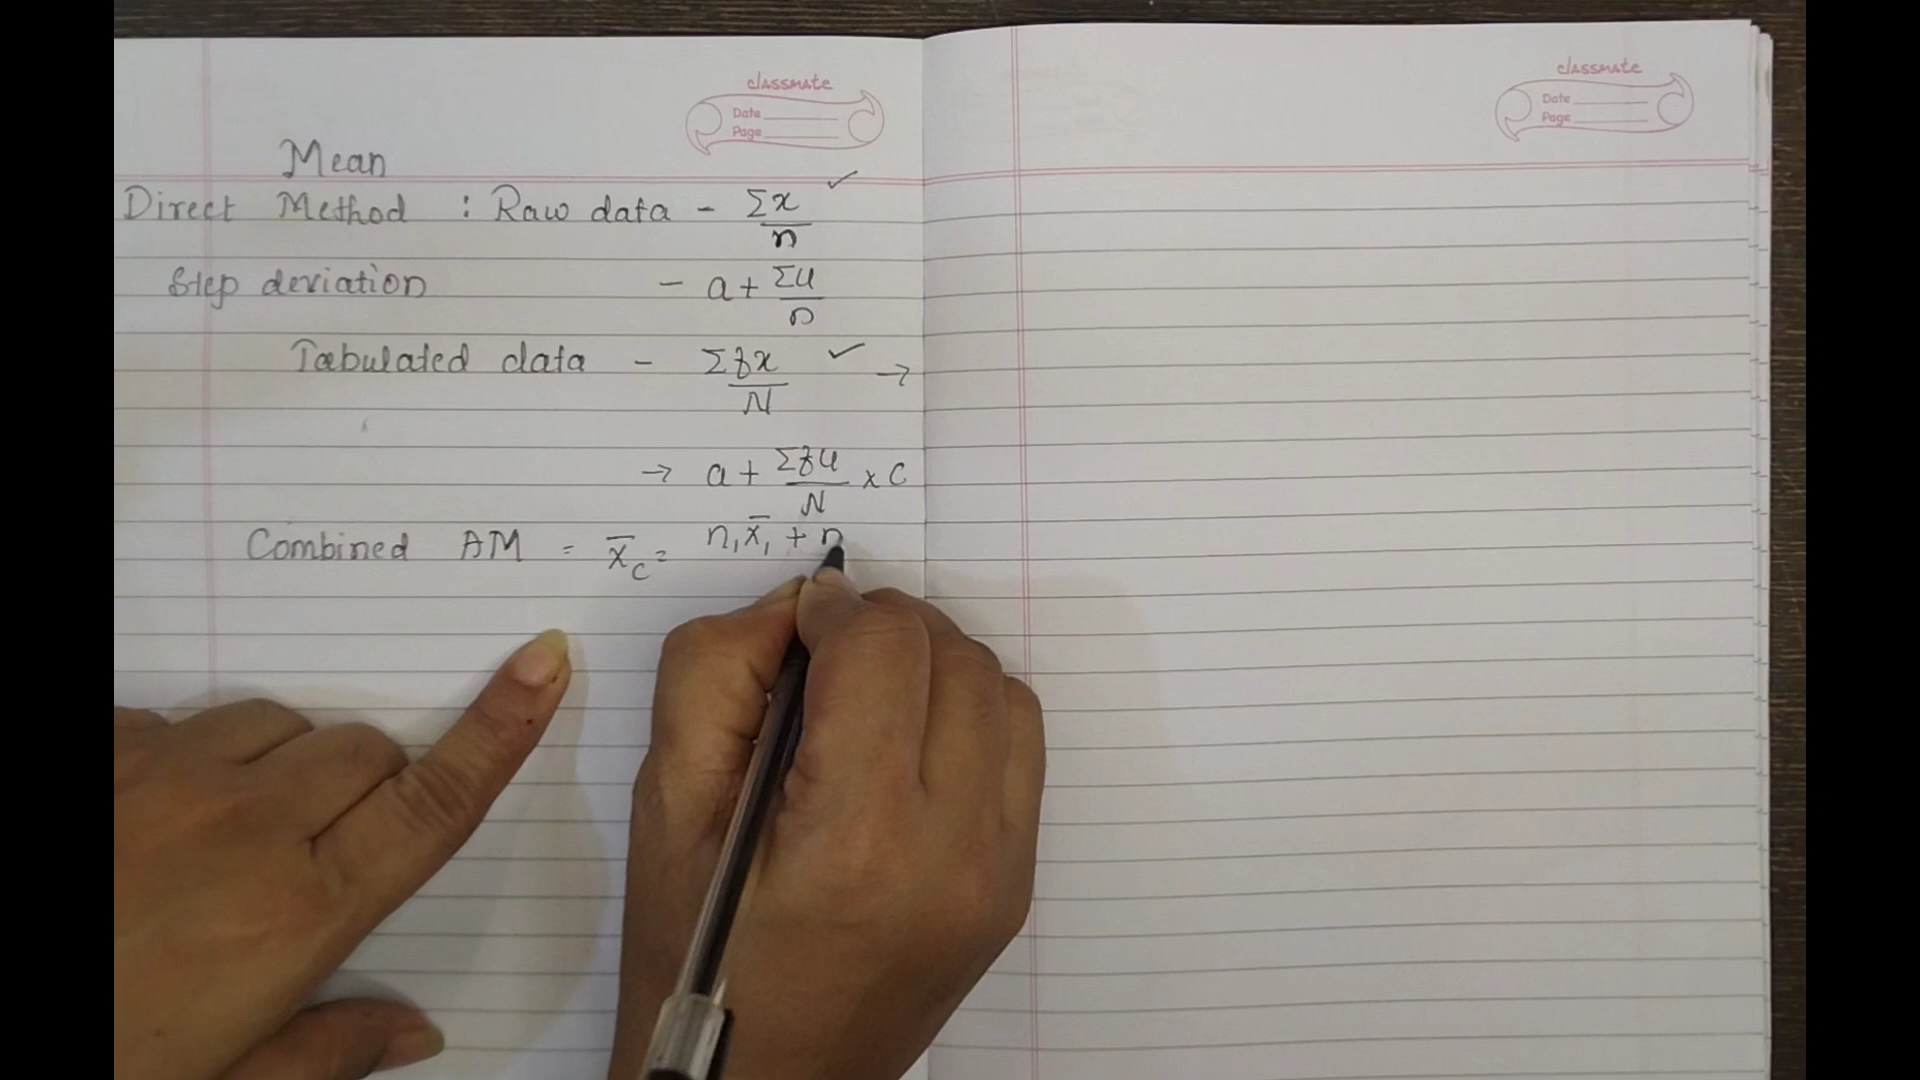 classmate
Date
Page
classmate
Date
Page
Mean
Direct Method : Raw data - Σx/n ✓
Step deviation - a + Σu/n
Tabulated data - Σfx/N ✓ →
→ a + Σfu/N × c
Combined AM = x̄c = n₁x̄₁ + n